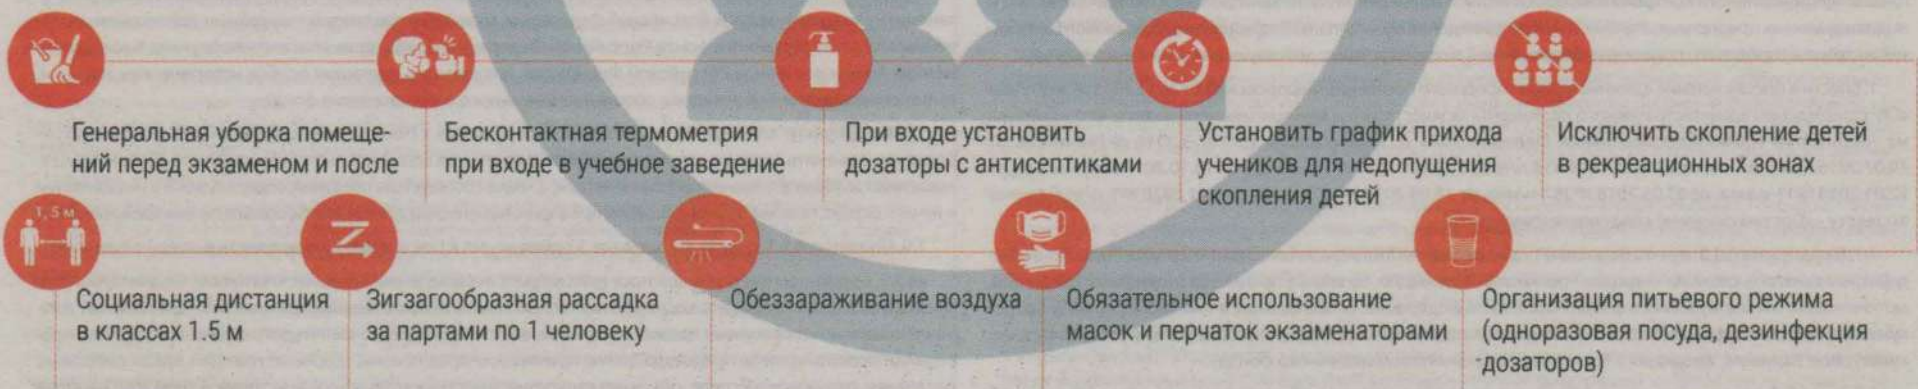 Генеральная уборка помеще-
ний перед экзаменом и после
Бесконтактная термометрия
при входе в учебное заведение
При входе установить
дозаторы с антисептиками
Установить график прихода
учеников для недопущения
скопления детей
Исключить скопление детей
в рекреационных зонах
1,5 м
Социальная дистанция
в классах 1.5 м
Зигзагообразная рассадка
за партами по 1 человеку
Обеззараживание воздуха
Обязательное использование
масок и перчаток экзаменаторами
Организация питьевого режима
(одноразовая посуда, дезинфекция
дозаторов)